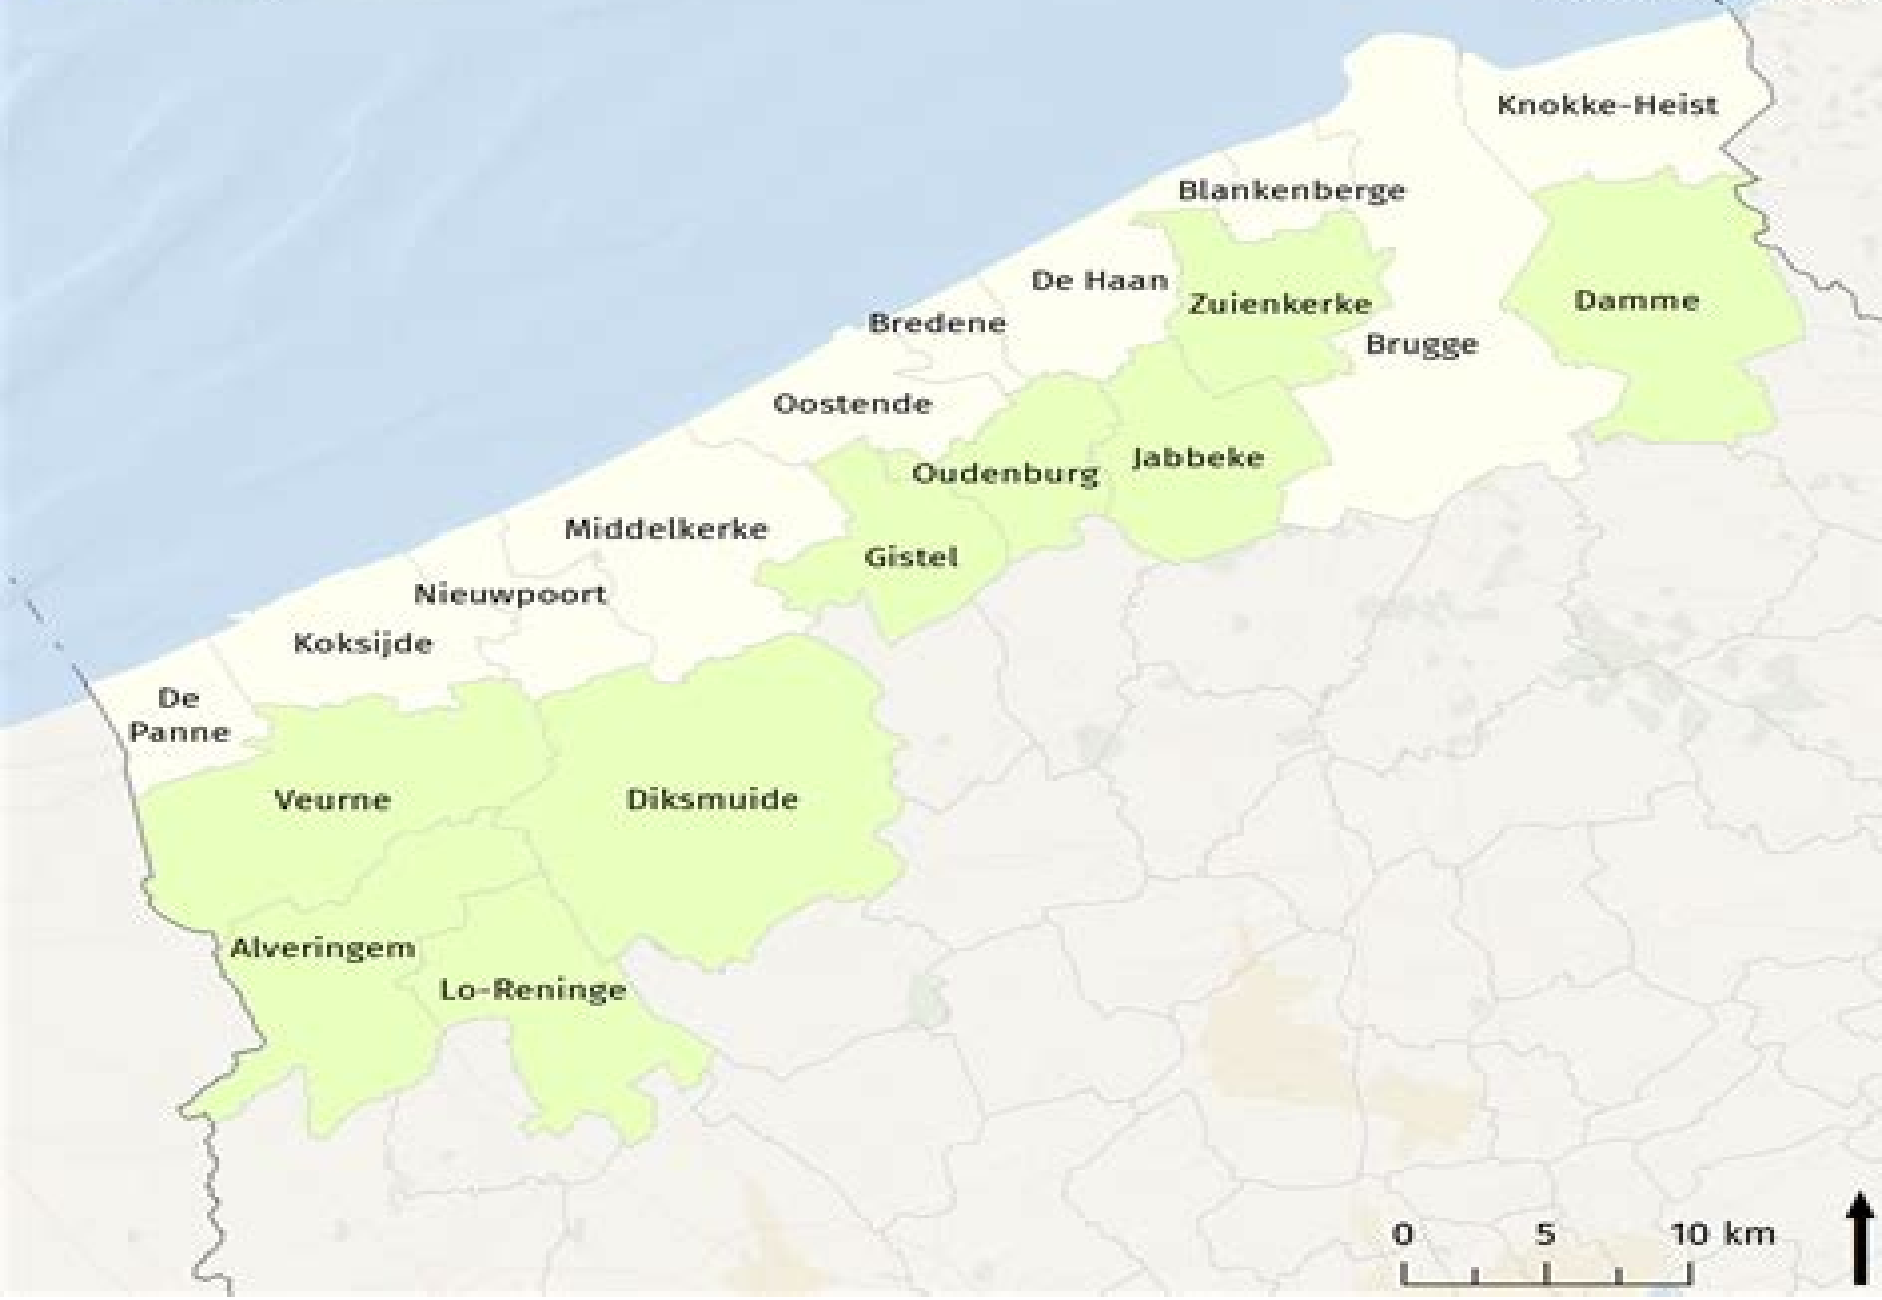 Knokke-Heist
Blankenberge
De Haan
Zuienkerke
Damme
Bredene
Brugge
Oostende
Jabbeke
Oudenburg
Middelkerke
Gistel
Nieuwpoort
Koksijde
De
Panne
Veurne
Diksmuide
Alveringem
Lo-Reninge
0 5 10 km